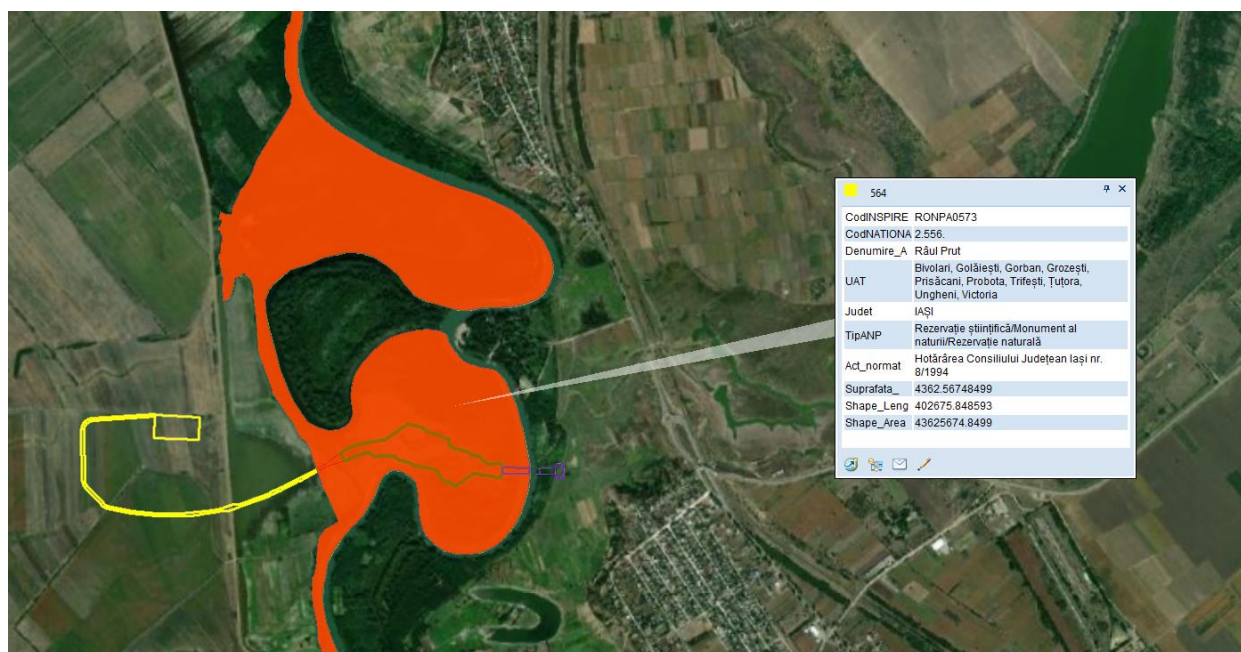 564
CodINSPIRE RONPA0573
CodNATIONA 2.556.
Denumire_A Râul Prut
UAT Bivolari, Golăiești, Gorban, Grozești,
Prisăcani, Probota, Trifești, Țuțora,
Ungheni, Victoria
Judet IAȘI
TipANP Rezervație științifică/Monument al
naturii/Rezervație naturală
Act_normat Hotărârea Consiliului Județean Iași nr.
8/1994
Suprafata_ 4362.56748499
Shape_Leng 402675.848593
Shape_Area 43625674.8499